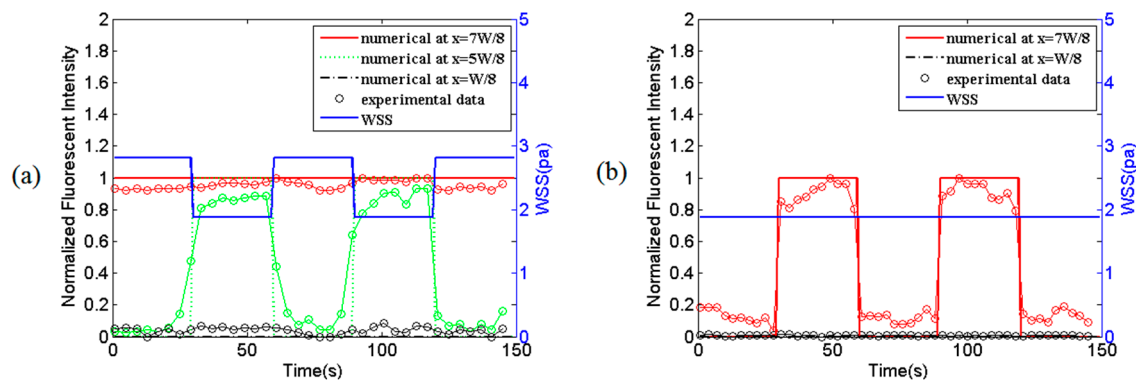 (a)
Normalized Fluorescent Intensity
2
1.8
1.6
1.4
1.2
1
0.8
0.6
0.4
0.2
0
numerical at x=7W/8
numerical at x=5W/8
numerical at x=W/8
experimental data
WSS
5
4
3
2
1
0
WSS(pa)
0 50 100 150
Time(s)
(b)
Normalized Fluorescent Intensity
2
1.8
1.6
1.4
1.2
1
0.8
0.6
0.4
0.2
0
numerical at x=7W/8
numerical at x=W/8
experimental data
WSS
5
4
3
2
1
0
WSS(pa)
0 50 100 150
Time(s)